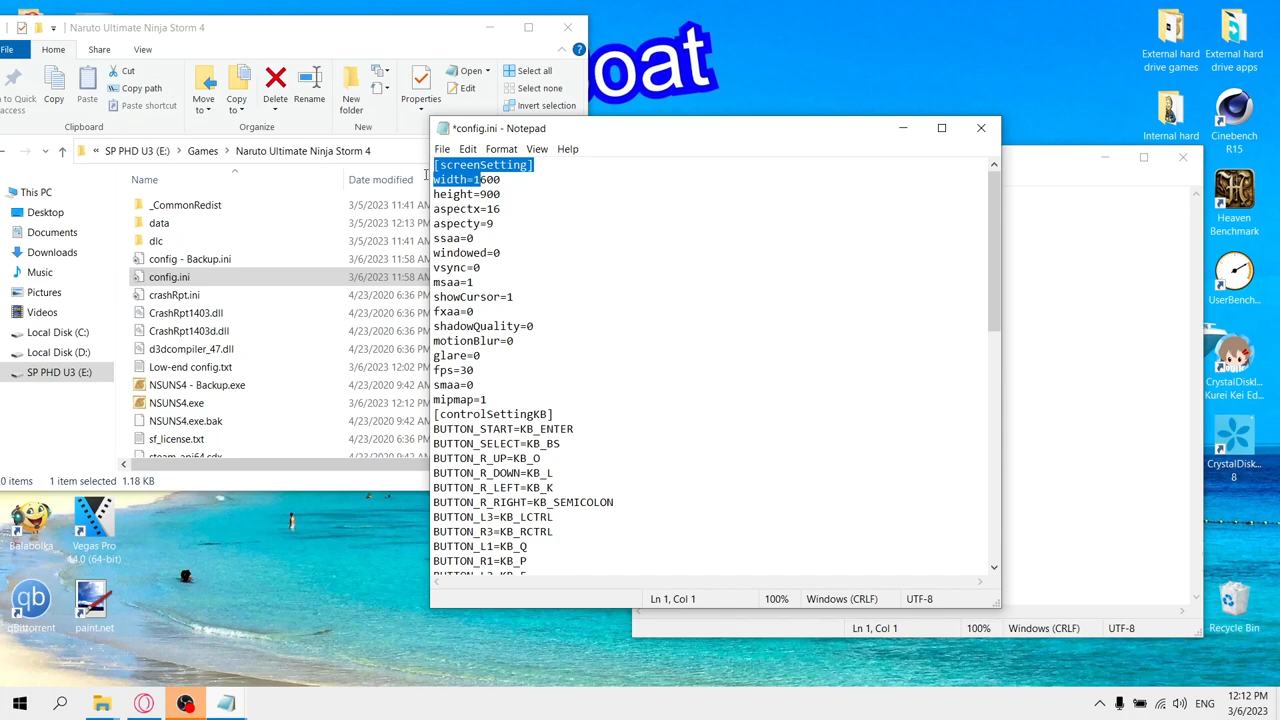 Naruto Ultimate Ninja Storm 4
File
Home
Share
View
to Quick
access
Copy
Paste
Cut
Copy path
Paste shortcut
Clipboard
Move
to
Copy
to
Delete
Rename
Organize
New
folder
New
Properties
Open
Edit
Select all
Select none
Invert selection
oat
« SP PHD U3 (E:) > Games > Naruto Ultimate Ninja Storm 4
This PC
Desktop
Documents
Downloads
Music
Pictures
Videos
Local Disk (C:)
Local Disk (D:)
SP PHD U3 (E:)
Name
Date modified
_CommonRedist 3/5/2023 11:41 AM
data 3/5/2023 12:13 PM
dlc 3/5/2023 11:41 AM
config - Backup.ini 3/6/2023 11:58 AM
config.ini 3/6/2023 11:58 AM
crashRpt.ini 4/23/2020 6:36 PM
CrashRpt1403.dll 4/23/2020 6:36 PM
CrashRpt1403d.dll 4/23/2020 6:36 PM
d3dcompiler_47.dll 4/23/2020 6:36 PM
Low-end config.txt 3/6/2023 12:02 PM
NSUNS4 - Backup.exe 4/23/2020 9:42 AM
NSUNS4.exe 3/6/2023 12:12 PM
NSUNS4.exe.bak 4/23/2020 9:42 AM
sf_license.txt 4/23/2020 6:36 PM
0 items 1 item selected 1.18 KB
*config.ini - Notepad
File Edit Format View Help
[screenSetting]
width=1600
height=900
aspectx=16
aspecty=9
ssaa=0
windowed=0
vsync=0
msaa=1
showCursor=1
fxaa=0
shadowQuality=0
motionBlur=0
glare=0
fps=30
smaa=0
mipmap=1
[controlSettingKB]
BUTTON_START=KB_ENTER
BUTTON_SELECT=KB_BS
BUTTON_R_UP=KB_O
BUTTON_R_DOWN=KB_L
BUTTON_R_LEFT=KB_K
BUTTON_R_RIGHT=KB_SEMICOLON
BUTTON_L3=KB_LCTRL
BUTTON_R3=KB_RCTRL
BUTTON_L1=KB_Q
BUTTON_R1=KB_P
Ln 1, Col 1 100% Windows (CRLF) UTF-8
Ln 1, Col 1 100% Windows (CRLF) UTF-8
External hard
drive games
External hard
drive apps
Internal hard
Cinebench
R15
Heaven
Benchmark
UserBench...
CrystalDiskI...
Kurei Kei Ed...
CrystalDisk...
8
Recycle Bin
Balabolka
Vegas Pro
14.0 (64-bit)
qBittorrent
paint.net
ENG
12:12 PM
3/6/2023